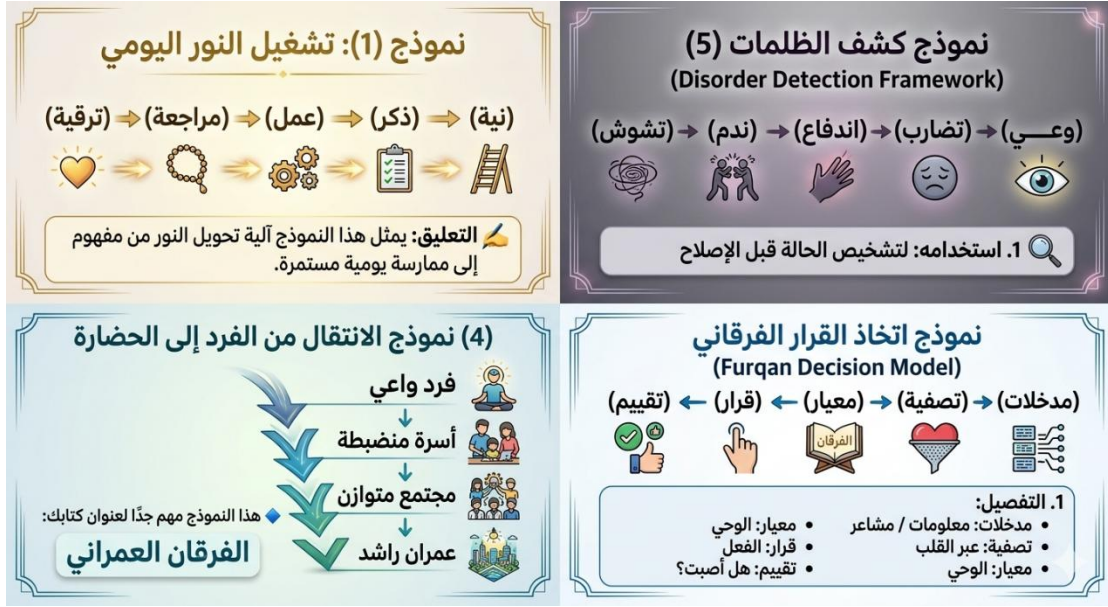 نموذج كشف الظلمات (5)
(Disorder Detection Framework)
(وعـــي) → (تضارب) → (اندفاع) → (ندم) → (تشوش)
1. استخدامه: لتشخيص الحالة قبل الإصلاح
نموذج (1): تشغيل النور اليومي
(نية) → (ذكر) → (عمل) → (مراجعة) → (ترقية)
التعليق: يمثل هذا النموذج آلية تحويل النور من مفهوم
إلى ممارسة يومية مستمرة.
نموذج اتخاذ القرار الفرقاني
(Furqan Decision Model)
(مدخلات) → (تصفية) → (معيار) ← (قرار) ← (تقييم)
الفرقان
1. التفصيل:
مدخلات: معلومات / مشاعر
تصفية: عبر القلب
معيار: الوحي
معيار: الوحي
قرار: الفعل
تقييم: هل أصبت؟
(4) نموذج الانتقال من الفرد إلى الحضارة
فرد واعي
أسرة منضبطة
مجتمع متوازن
عمران راشد
هذا النموذج مهم جدًا لعنوان كتابك:
الفرقان العمراني